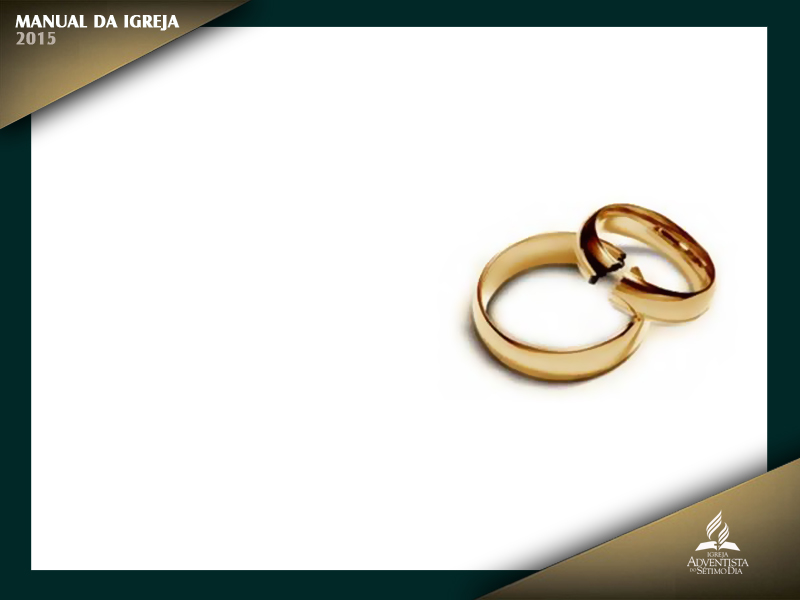 MANUAL DA IGREJA
2015
IGREJA
ADVENTISTA
DO SÉTIMO DIA